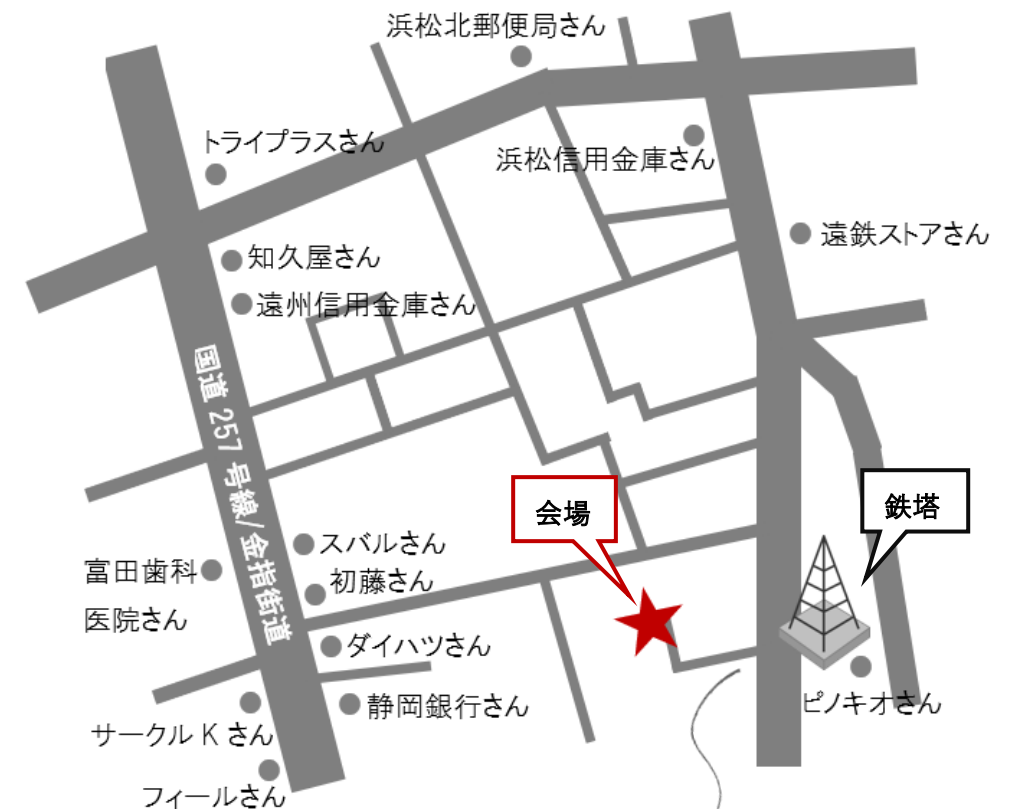 浜松北郵便局さん
トライプラスさん
浜松信用金庫さん
遠鉄ストアさん
知久屋さん
遠州信用金庫さん
国道 257 号線/金指街道
会場
鉄塔
スバルさん
富田歯科
医院さん
初藤さん
ダイハツさん
静岡銀行さん
ピノキオさん
サークル K さん
フィールさん